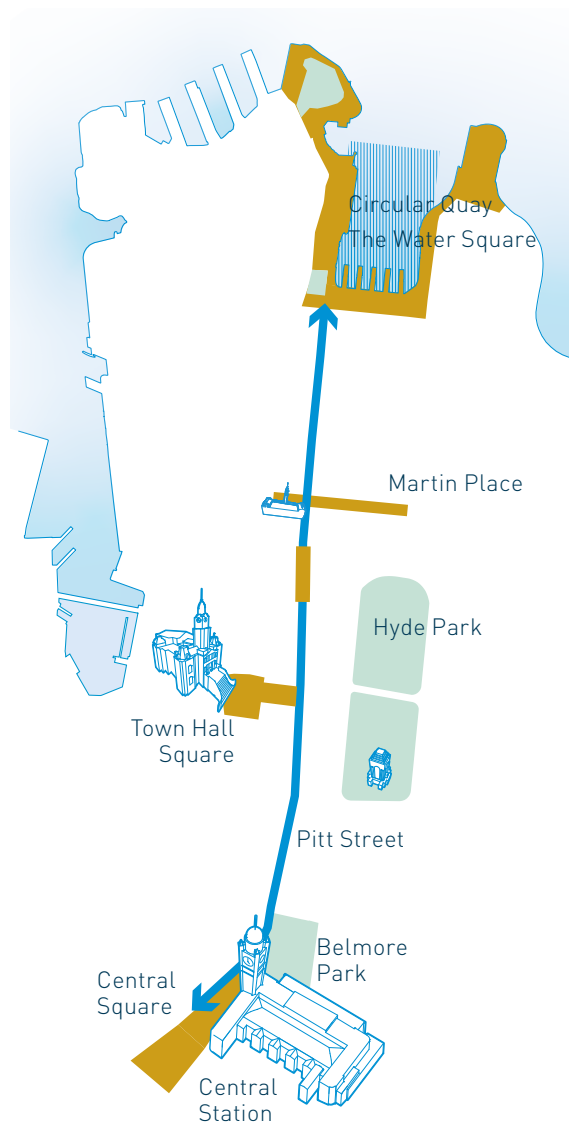 Circular Quay
The Water Square
Martin Place
Hyde Park
Town Hall
Square
Pitt Street
Belmore
Park
Central
Square
Central
Station